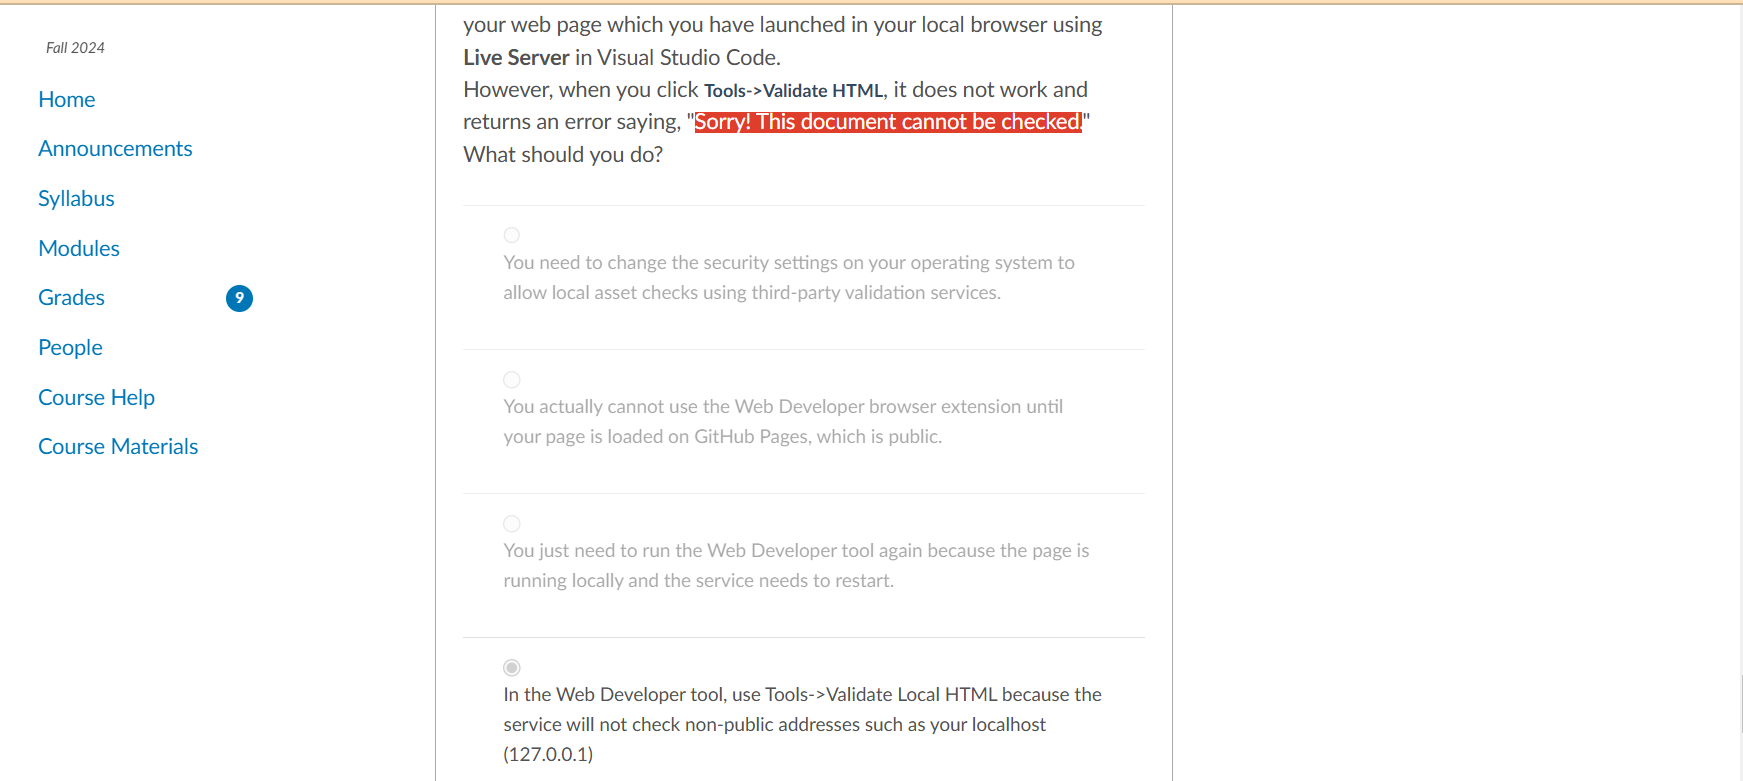 Fall 2024
Home
Announcements
Syllabus
Modules
Grades
9
People
Course Help
Course Materials
your web page which you have launched in your local browser using
Live Server in Visual Studio Code.
However, when you click Tools->Validate HTML, it does not work and
returns an error saying, "Sorry! This document cannot be checked."
What should you do?
You need to change the security settings on your operating system to
allow local asset checks using third-party validation services.
You actually cannot use the Web Developer browser extension until
your page is loaded on GitHub Pages, which is public.
You just need to run the Web Developer tool again because the page is
running locally and the service needs to restart.
In the Web Developer tool, use Tools->Validate Local HTML because the
service will not check non-public addresses such as your localhost
(127.0.0.1)